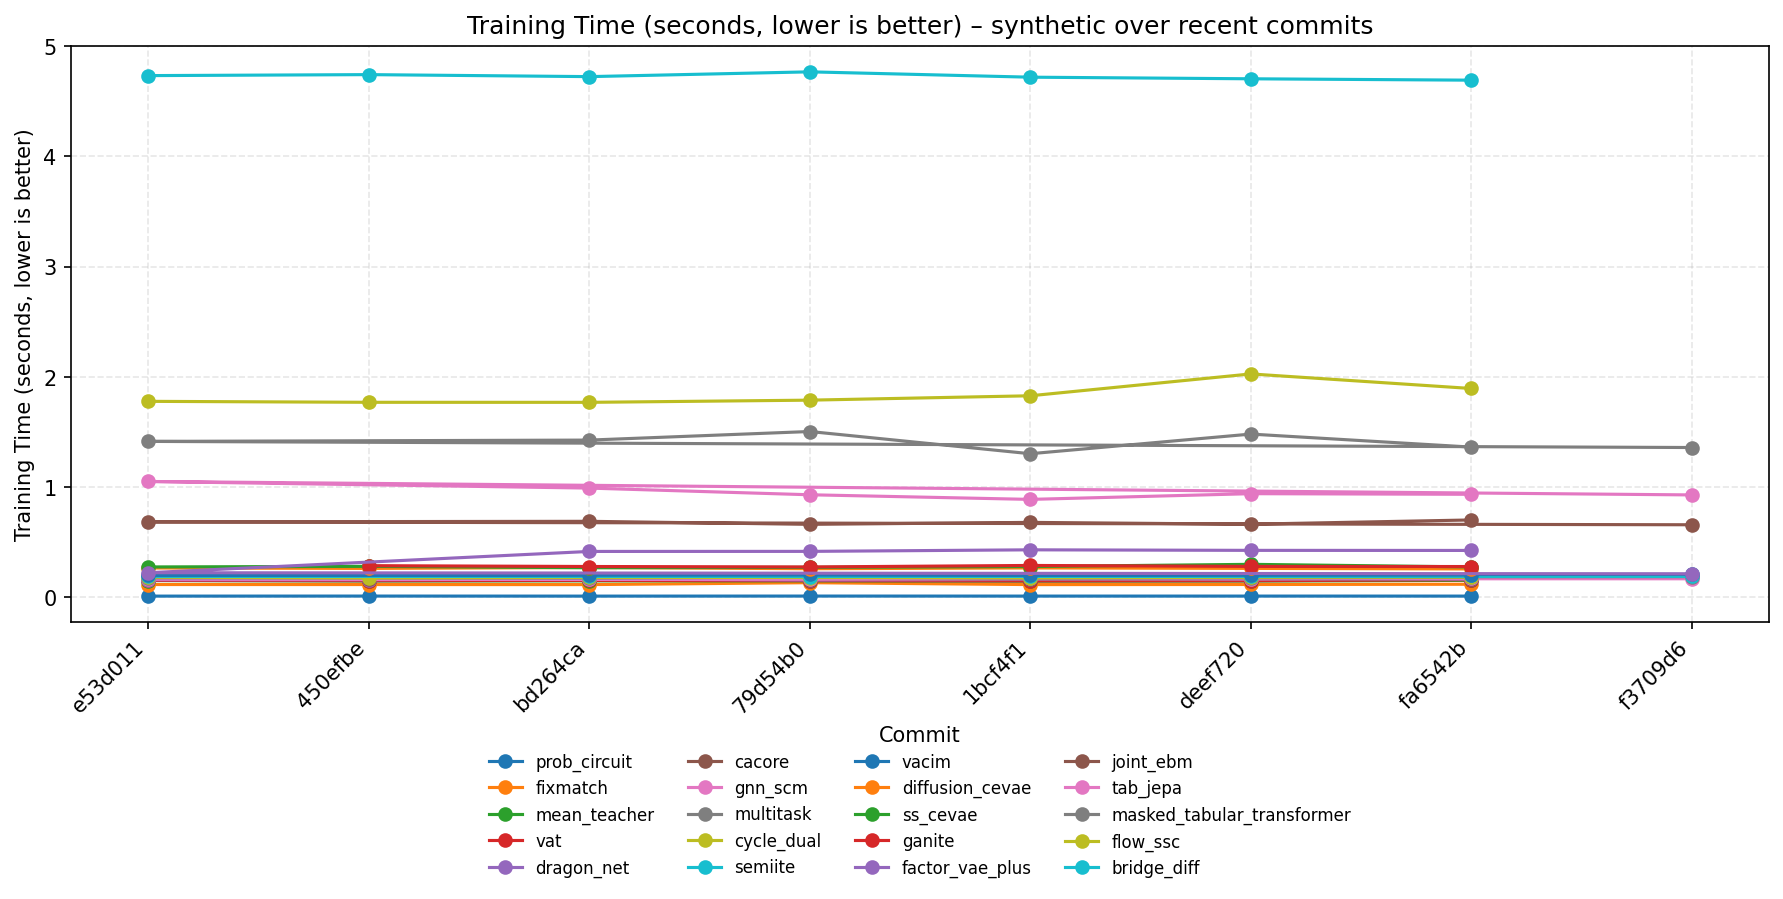 Training Time (seconds, lower is better) – synthetic over recent commits
Training Time (seconds, lower is better)
5
4
3
2
1
0
e53d011
450efbe
bd264ca
79d54b0
1bcf4f1
deef720
fa6542b
f3709d6
Commit
prob_circuit
fixmatch
mean_teacher
vat
dragon_net
cacore
gnn_scm
multitask
cycle_dual
semiite
vacim
diffusion_cevae
ss_cevae
ganite
factor_vae_plus
joint_ebm
tab_jepa
masked_tabular_transformer
flow_ssc
bridge_diff